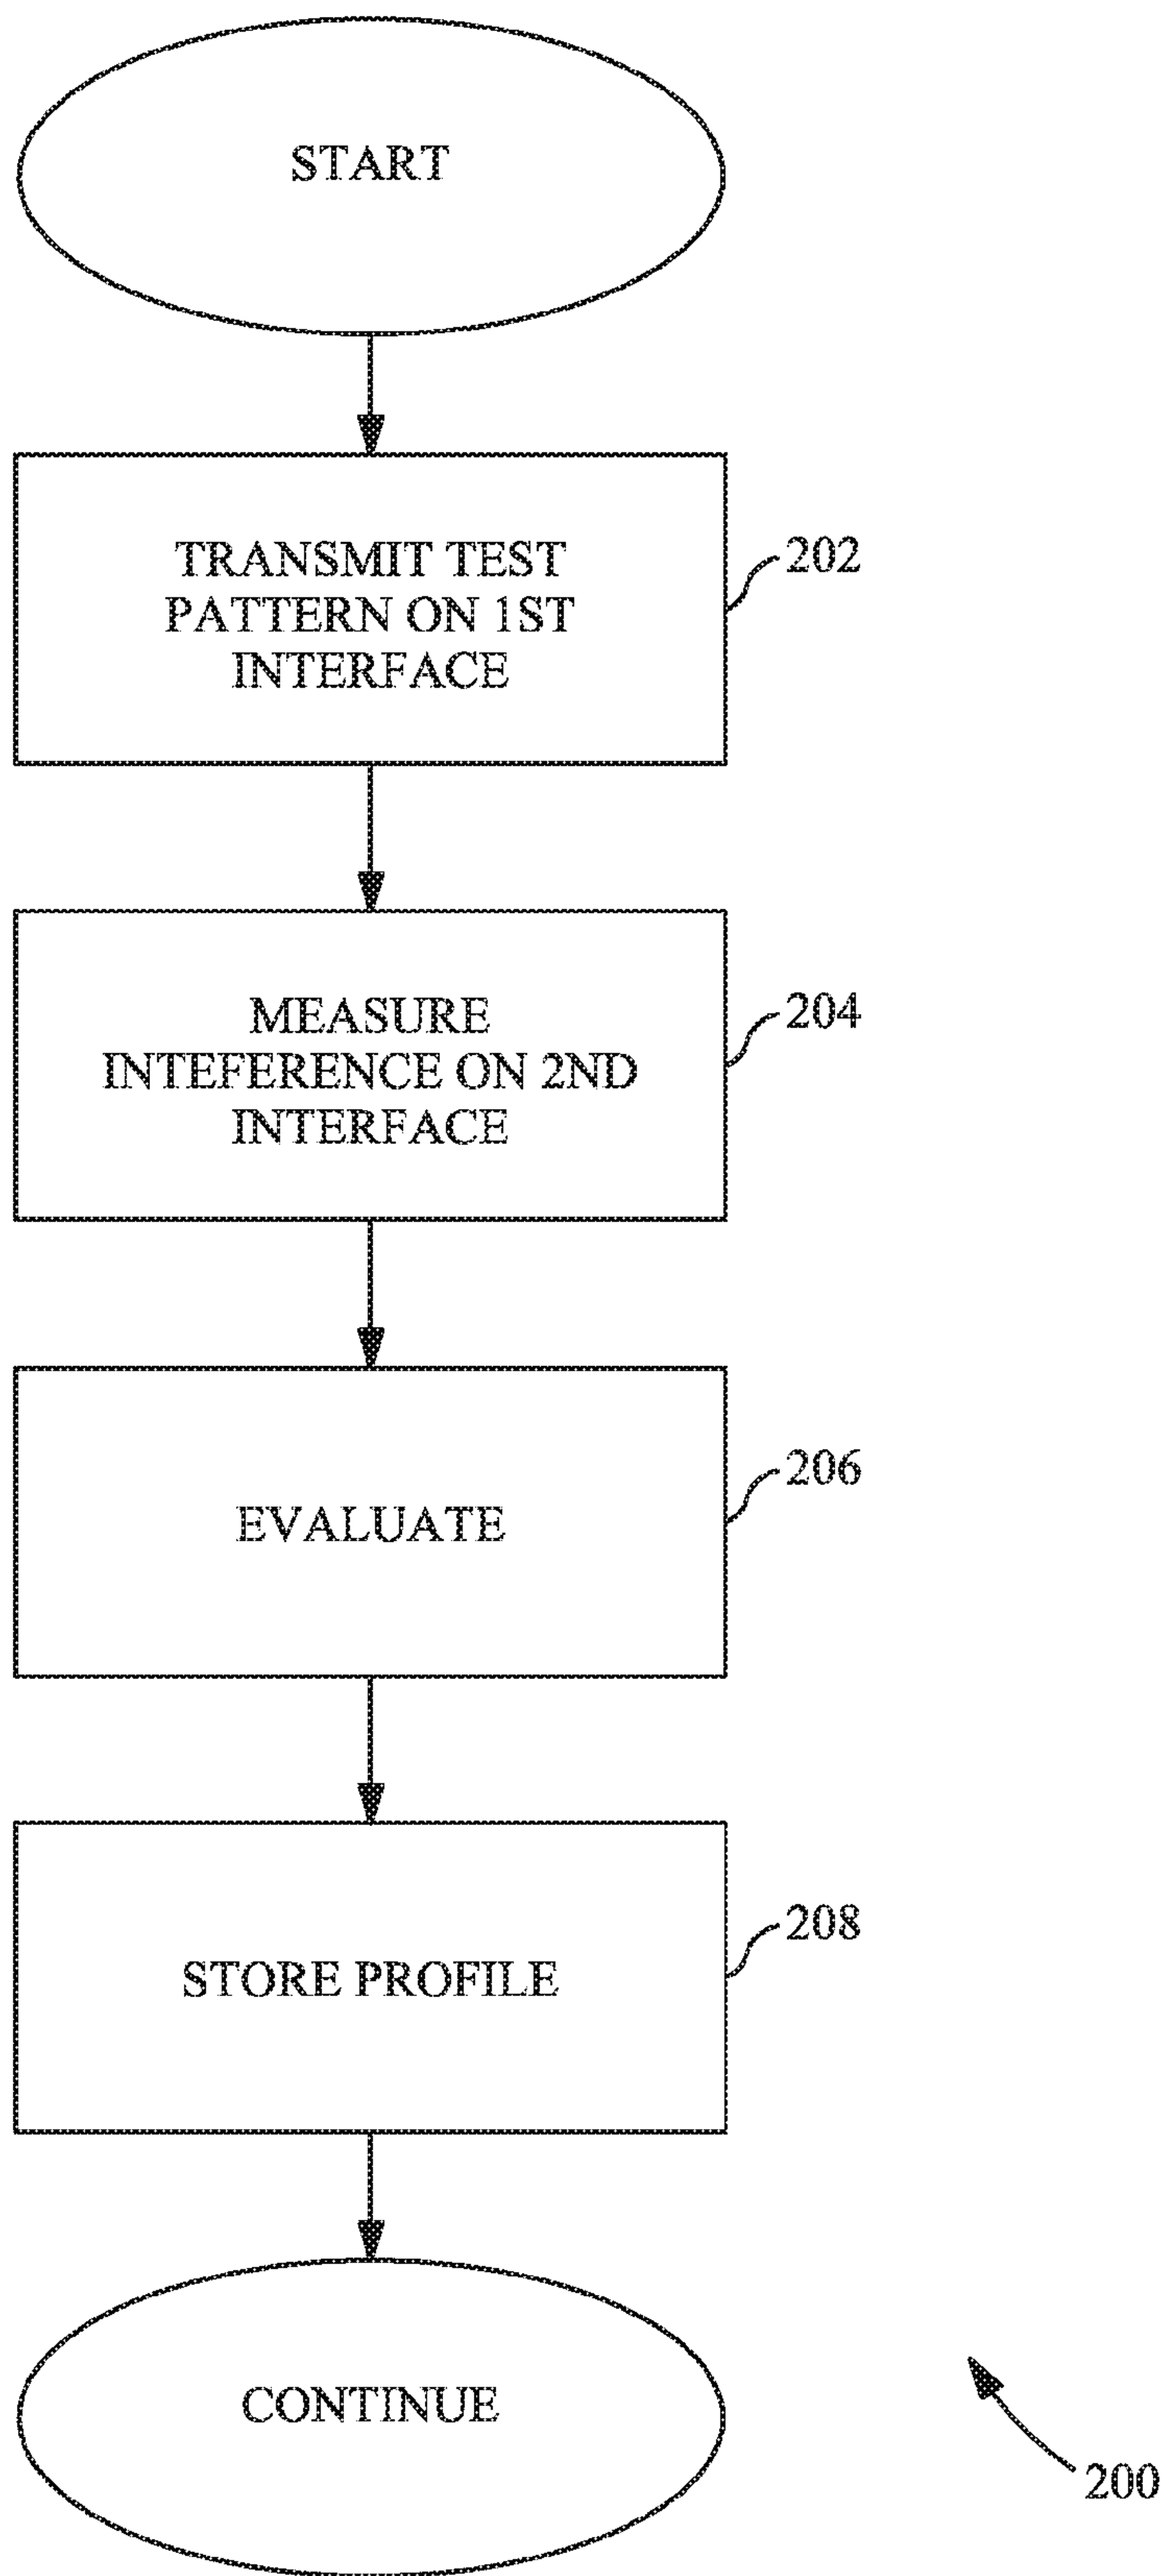 START
TRANSMIT TEST
PATTERN ON 1ST
INTERFACE
202
MEASURE
INTEFERENCE ON 2ND
INTERFACE
204
EVALUATE
206
STORE PROFILE
208
CONTINUE
200